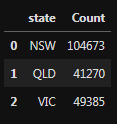 state Count
0 NSW 104673
1 QLD 41270
2 VIC 49385